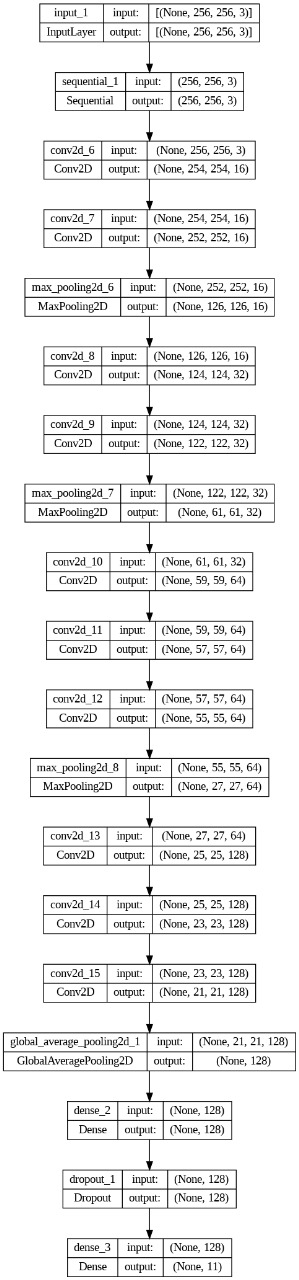 input_1 input: [(None, 256, 256, 3)]
InputLayer output: [(None, 256, 256, 3)]
sequential_1 input: (256, 256, 3)
Sequential output: (256, 256, 3)
conv2d_6 input: (None, 256, 256, 3)
Conv2D output: (None, 254, 254, 16)
conv2d_7 input: (None, 254, 254, 16)
Conv2D output: (None, 252, 252, 16)
max_pooling2d_6 input: (None, 252, 252, 16)
MaxPooling2D output: (None, 126, 126, 16)
conv2d_8 input: (None, 126, 126, 16)
Conv2D output: (None, 124, 124, 32)
conv2d_9 input: (None, 124, 124, 32)
Conv2D output: (None, 122, 122, 32)
max_pooling2d_7 input: (None, 122, 122, 32)
MaxPooling2D output: (None, 61, 61, 32)
conv2d_10 input: (None, 61, 61, 32)
Conv2D output: (None, 59, 59, 64)
conv2d_11 input: (None, 59, 59, 64)
Conv2D output: (None, 57, 57, 64)
conv2d_12 input: (None, 57, 57, 64)
Conv2D output: (None, 55, 55, 64)
max_pooling2d_8 input: (None, 55, 55, 64)
MaxPooling2D output: (None, 27, 27, 64)
conv2d_13 input: (None, 27, 27, 64)
Conv2D output: (None, 25, 25, 128)
conv2d_14 input: (None, 25, 25, 128)
Conv2D output: (None, 23, 23, 128)
conv2d_15 input: (None, 23, 23, 128)
Conv2D output: (None, 21, 21, 128)
global_average_pooling2d_1 input: (None, 21, 21, 128)
GlobalAveragePooling2D output: (None, 128)
dense_2 input: (None, 128)
Dense output: (None, 128)
dropout_1 input: (None, 128)
Dropout output: (None, 128)
dense_3 input: (None, 128)
Dense output: (None, 11)